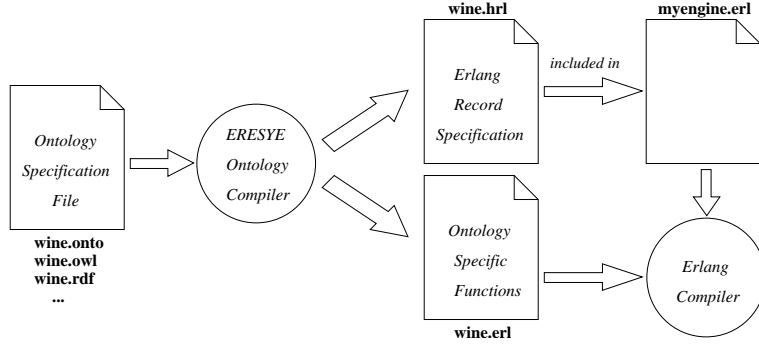 wine.hrl
myengine.erl
included in
Erlang
Record
Specification
Ontology
Specification
File
ERESYE
Ontology
Compiler
wine.onto
wine.owl
wine.rdf
...
Ontology
Specific
Functions
wine.erl
Erlang
Compiler